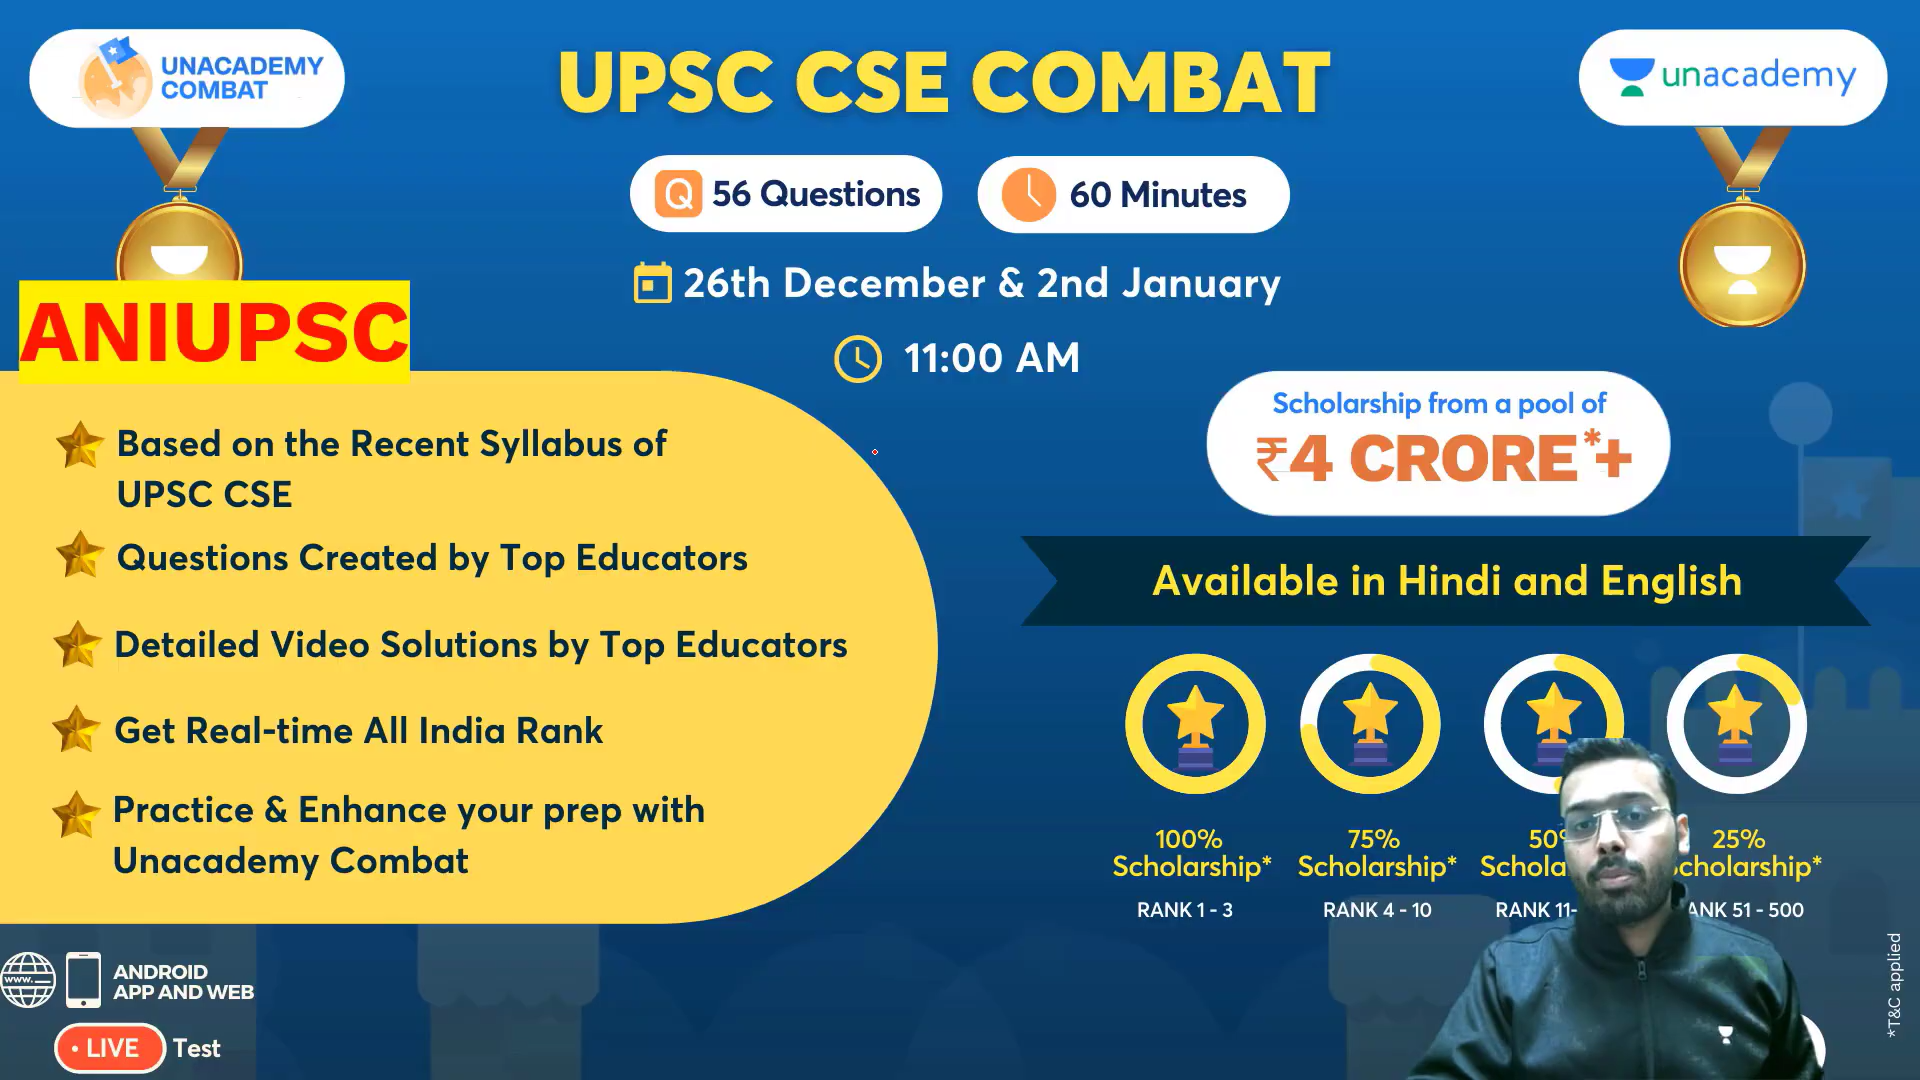 UNACADEMY
COMBAT
UPSC CSE COMBAT
unacademy
Q 56 Questions
60 Minutes
26th December & 2nd January
11:00 AM
ANIUPSC
Based on the Recent Syllabus of
UPSC CSE
Questions Created by Top Educators
Detailed Video Solutions by Top Educators
Get Real-time All India Rank
Practice & Enhance your prep with
Unacademy Combat
Scholarship from a pool of
₹4 CRORE*+
Available in Hindi and English
100%
Scholarship*
RANK 1 - 3
75%
Scholarship*
RANK 4 - 10
RANK 11-
25%
RANK 51 - 500
www.
ANDROID
APP AND WEB
• LIVE Test
*T&C applied